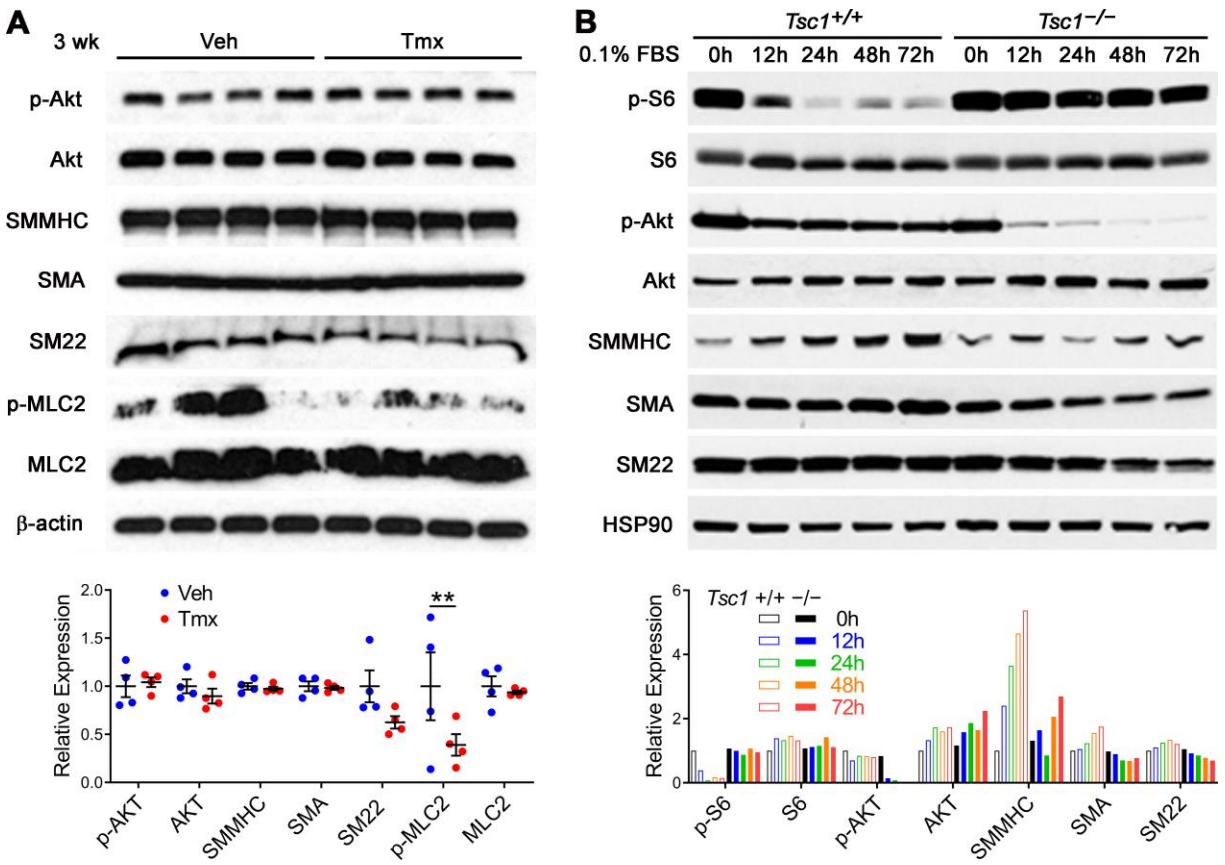 A
3 wk Veh Tmx
p-Akt
Akt
SMMHC
SMA
SM22
p-MLC2
MLC2
β-actin
Relative Expression
2.0
1.5
1.0
0.5
0.0
Veh
Tmx
**
p-AKT AKT SMMHC SMA SM22 p-MLC2 MLC2
B
Tsc1+/+ Tsc1−/−
0.1% FBS 0h 12h 24h 48h 72h 0h 12h 24h 48h 72h
p-S6
S6
p-Akt
Akt
SMMHC
SMA
SM22
HSP90
Relative Expression
6
4
2
0
Tsc1 +/+ −/−
0h
12h
24h
48h
72h
p-S6 S6 p-AKT AKT SMMHC SMA SM22